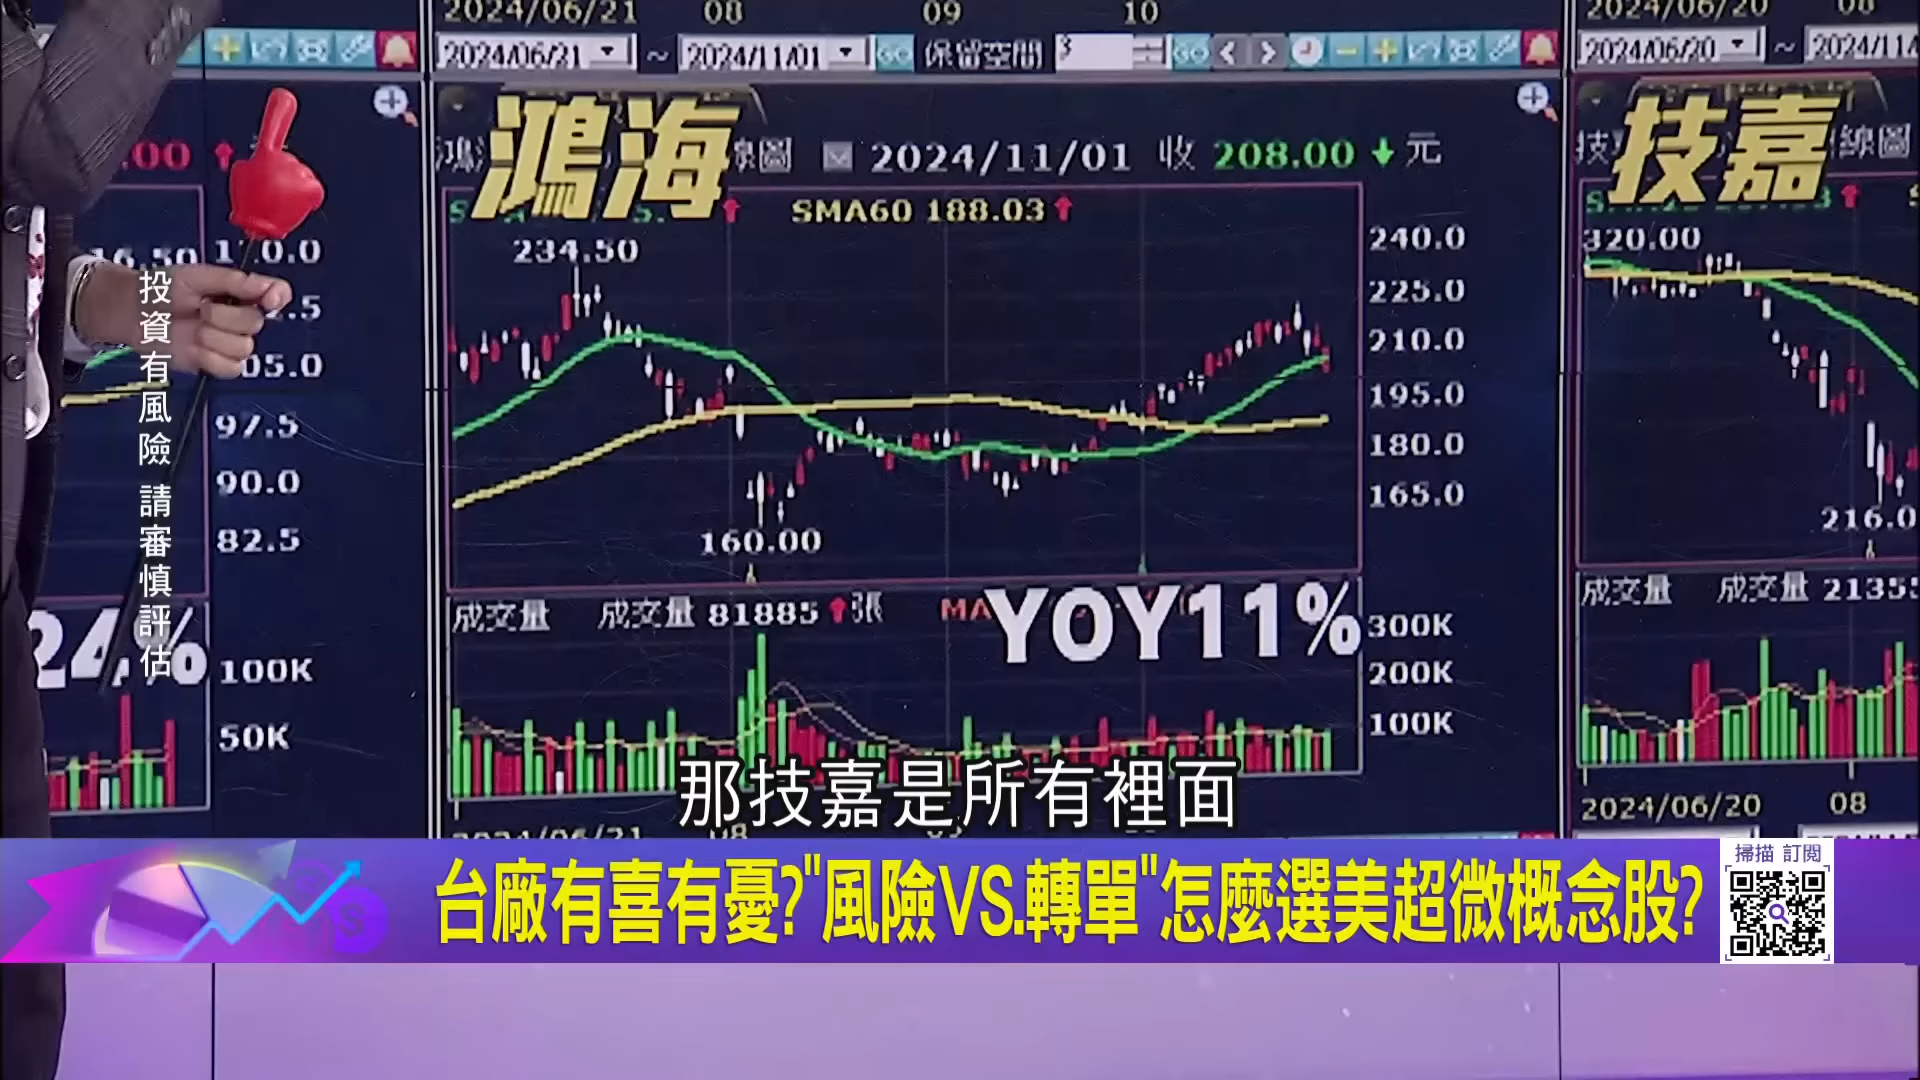 2024/06/21 08 09 10
2024/06/20 08
2024/06/21 ~ 2024/11/01 GO 保留空間 3 GO
2024/06/20 ~
鴻海
線圖 2024/11/01 收 208.00 ↓ 元
技嘉
線圖
SMA60 188.03↑
234.50
160.00
240.0
225.0
210.0
195.0
180.0
165.0
320.00
97.5
90.0
82.5
投資有風險 請審慎評估
成交量 成交量 81885↑張 MA
YOY11%
300K
200K
100K
成交量 成交量
24%
100K
50K
2024/06/20 08
那技嘉是所有裡面
台廠有喜有憂?"風險VS.轉單"怎麼選美超微概念股?
掃描 訂閱